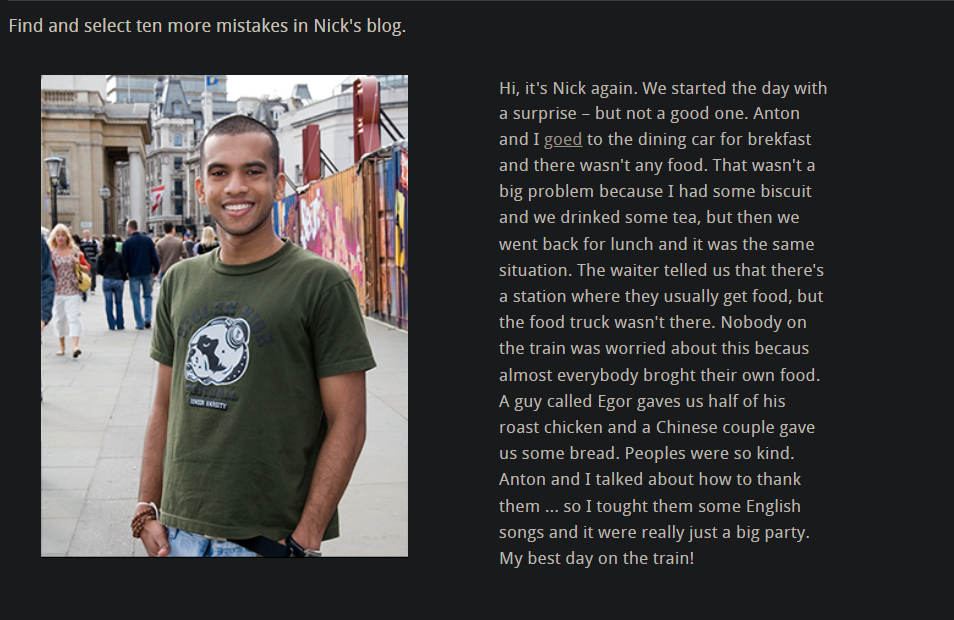 Find and select ten more mistakes in Nick's blog.
Hi, it's Nick again. We started the day with
a surprise – but not a good one. Anton
and I goed to the dining car for brekfast
and there wasn't any food. That wasn't a
big problem because I had some biscuit
and we drinked some tea, but then we
went back for lunch and it was the same
situation. The waiter telled us that there's
a station where they usually get food, but
the food truck wasn't there. Nobody on
the train was worried about this becaus
almost everybody broght their own food.
A guy called Egor gaves us half of his
roast chicken and a Chinese couple gave
us some bread. Peoples were so kind.
Anton and I talked about how to thank
them ... so I tought them some English
songs and it were really just a big party.
My best day on the train!